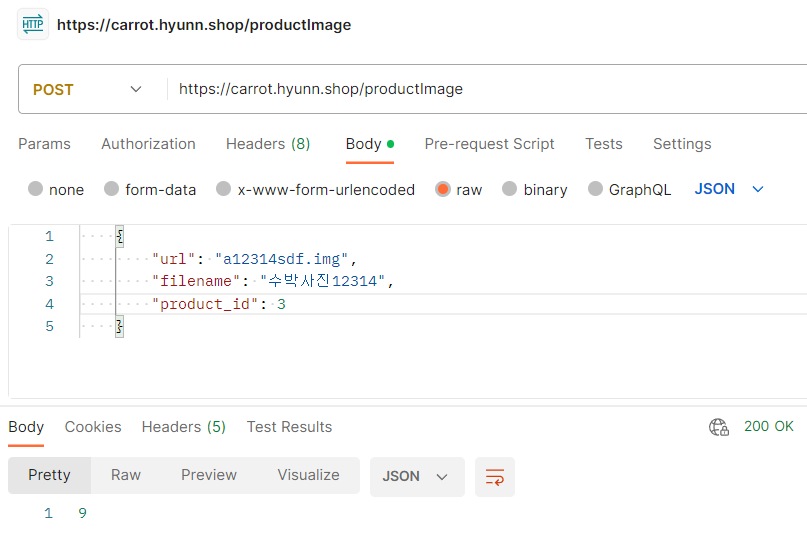 HTTP https://carrot.hyunn.shop/productImage
POST https://carrot.hyunn.shop/productImage
Params Authorization Headers (8) Body Pre-request Script Tests Settings
none form-data x-www-form-urlencoded raw binary GraphQL JSON
1 {
2 "url": "a12314sdf.img",
3 "filename": "수박사진12314",
4 "product_id": 3
5 }
Body Cookies Headers (5) Test Results 200 OK
Pretty Raw Preview Visualize JSON
1 9